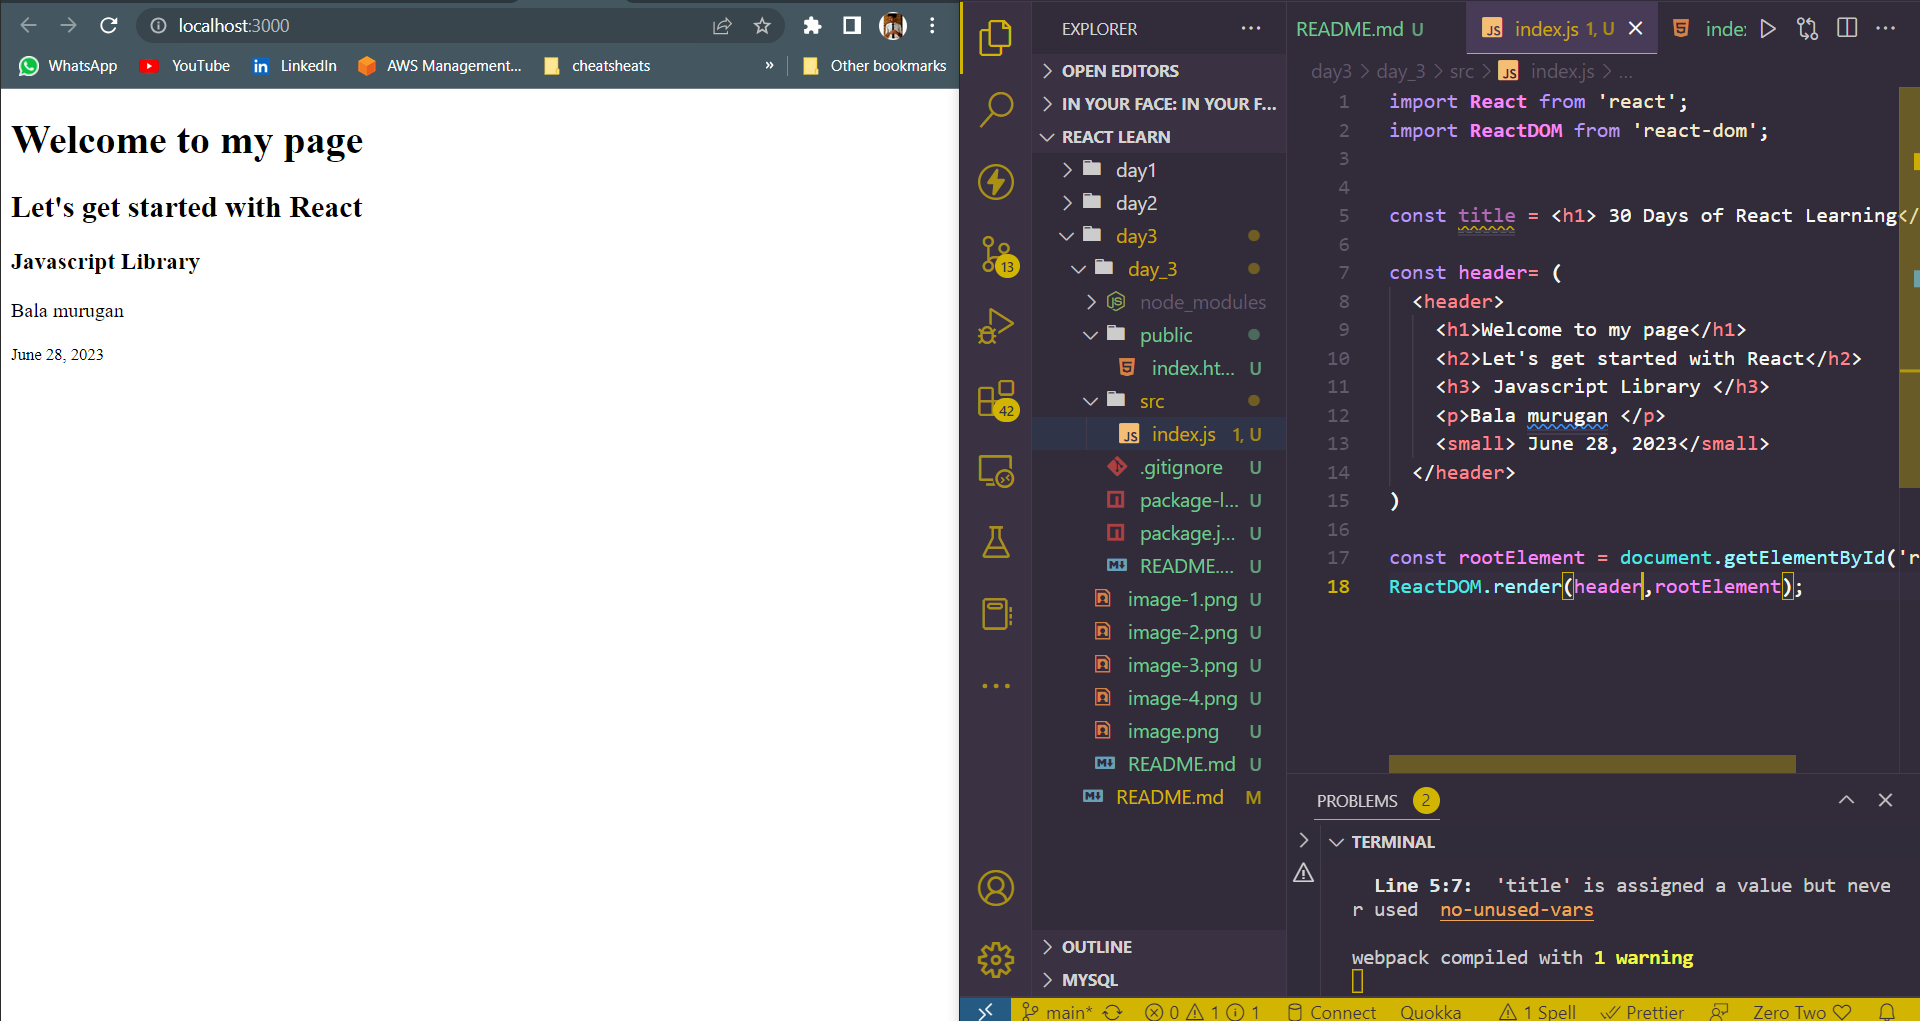 localhost:3000
WhatsApp YouTube LinkedIn AWS Management... cheatsheats » Other bookmarks
Welcome to my page
Let's get started with React
Javascript Library
Bala murugan
June 28, 2023
EXPLORER ...
OPEN EDITORS
IN YOUR FACE: IN YOUR F...
REACT LEARN
day1
day2
day3
day_3
node_modules
public
index.ht... U
src
index.js 1, U
.gitignore U
package-l... U
package.j... U
README.... U
image-1.png U
image-2.png U
image-3.png U
image-4.png U
image.png U
README.md U
README.md M
OUTLINE
MYSQL
13
42
README.md U index.js 1, U inde
day3 > day_3 > src > JS index.js > ...
1 import React from 'react';
2 import ReactDOM from 'react-dom';
3
4
5 const title = <h1> 30 Days of React Learning</
6
7 const header= (
8 <header>
9 <h1>Welcome to my page</h1>
10 <h2>Let's get started with React</h2>
11 <h3> Javascript Library </h3>
12 <p>Bala murugan </p>
13 <small> June 28, 2023</small>
14 </header>
15 )
16
17 const rootElement = document.getElementById('r
18 ReactDOM.render(header,rootElement);
PROBLEMS 2
TERMINAL
Line 5:7: 'title' is assigned a value but neve
r used no-unused-vars
webpack compiled with 1 warning
main* 0 1 1 Connect Quokka 1 Spell Prettier Zero Two